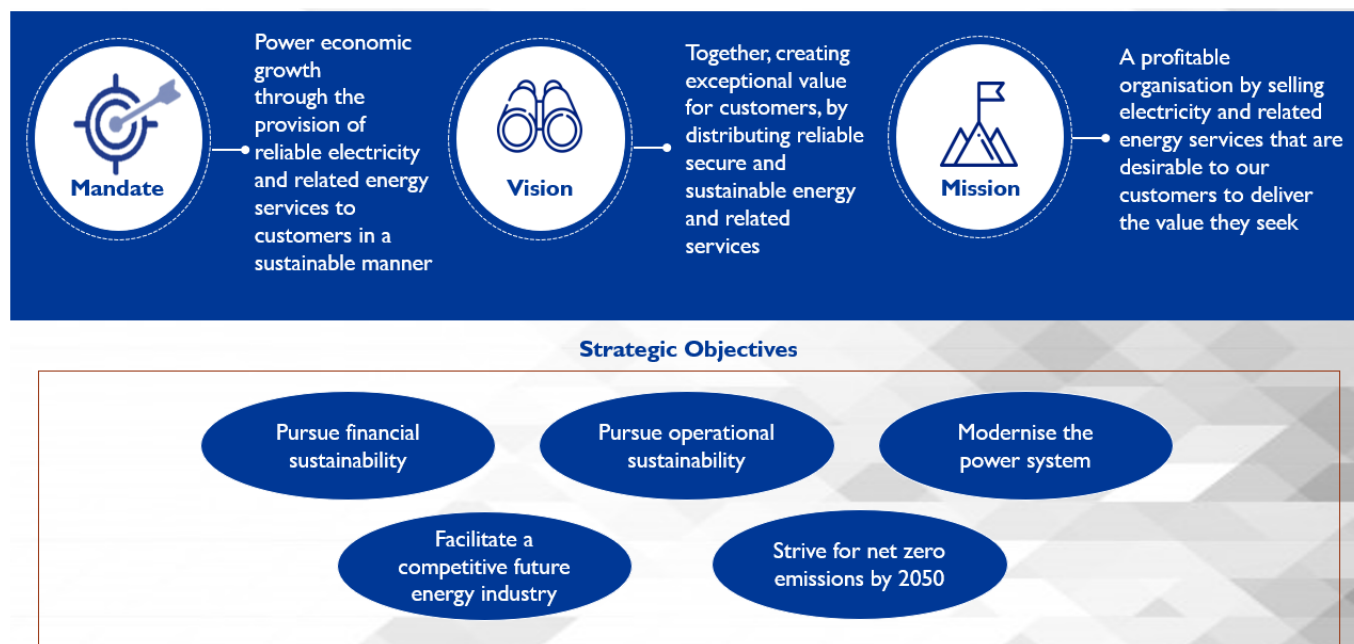 Mandate
Power economic
growth
through the
provision of
reliable electricity
and related energy
services to
customers in a
sustainable manner
Vision
Together, creating
exceptional value
for customers, by
distributing reliable
secure and
sustainable energy
and related
services
Mission
A profitable
organisation by selling
electricity and related
energy services that are
desirable to our
customers to deliver
the value they seek
Strategic Objectives
Pursue financial
sustainability
Pursue operational
sustainability
Modernise the
power system
Facilitate a
competitive future
energy industry
Strive for net zero
emissions by 2050